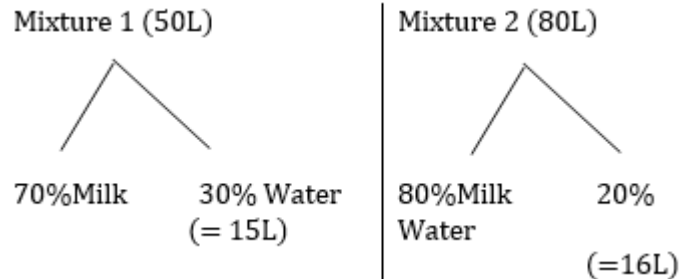 Mixture 1 (50L)
70%Milk 30% Water
(= 15L)
Mixture 2 (80L)
80%Milk 20%
Water
(=16L)